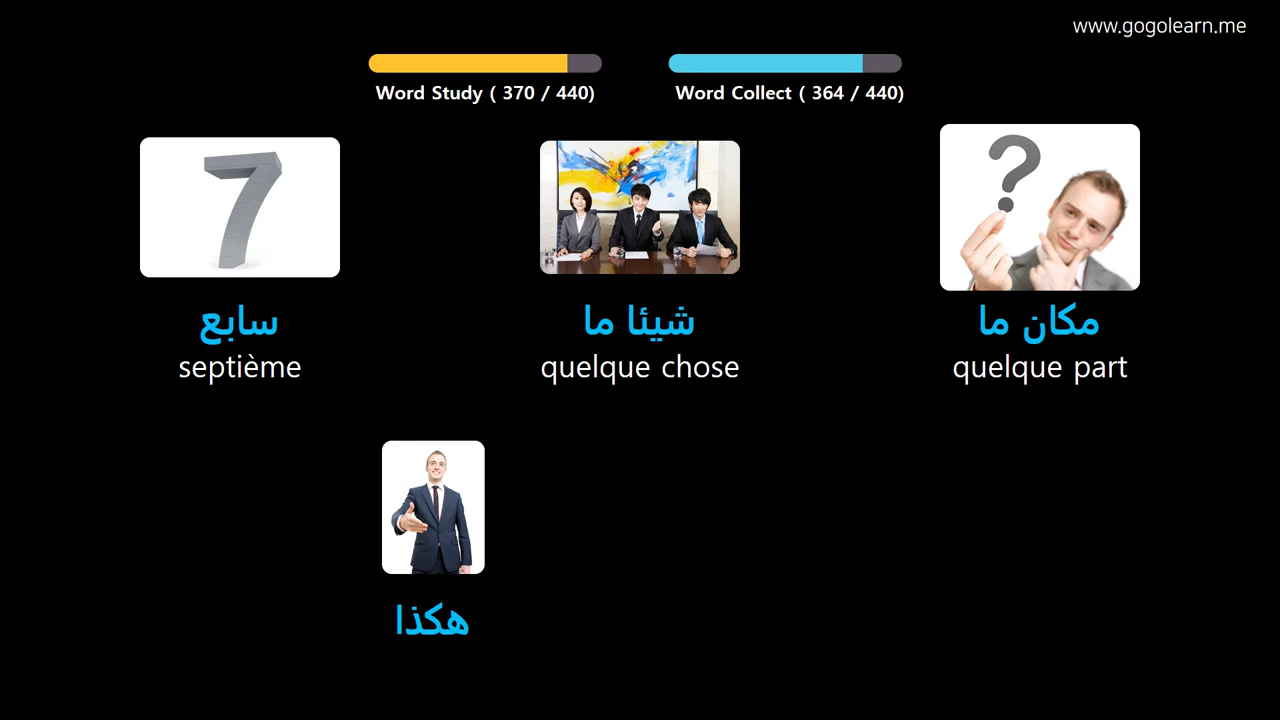 www.gogolearn.me
Word Study ( 370 / 440)
Word Collect ( 364 / 440)
سابع
septième
شيئا ما
quelque chose
مكان ما
quelque part
هكذا